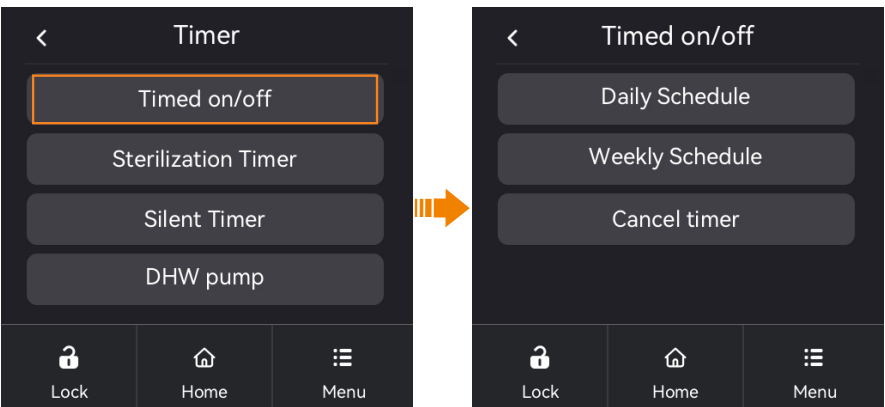 Timer
Timed on/off
Sterilization Timer
Silent Timer
DHW pump
Lock
Home
Menu
Timed on/off
Daily Schedule
Weekly Schedule
Cancel timer
Lock
Home
Menu